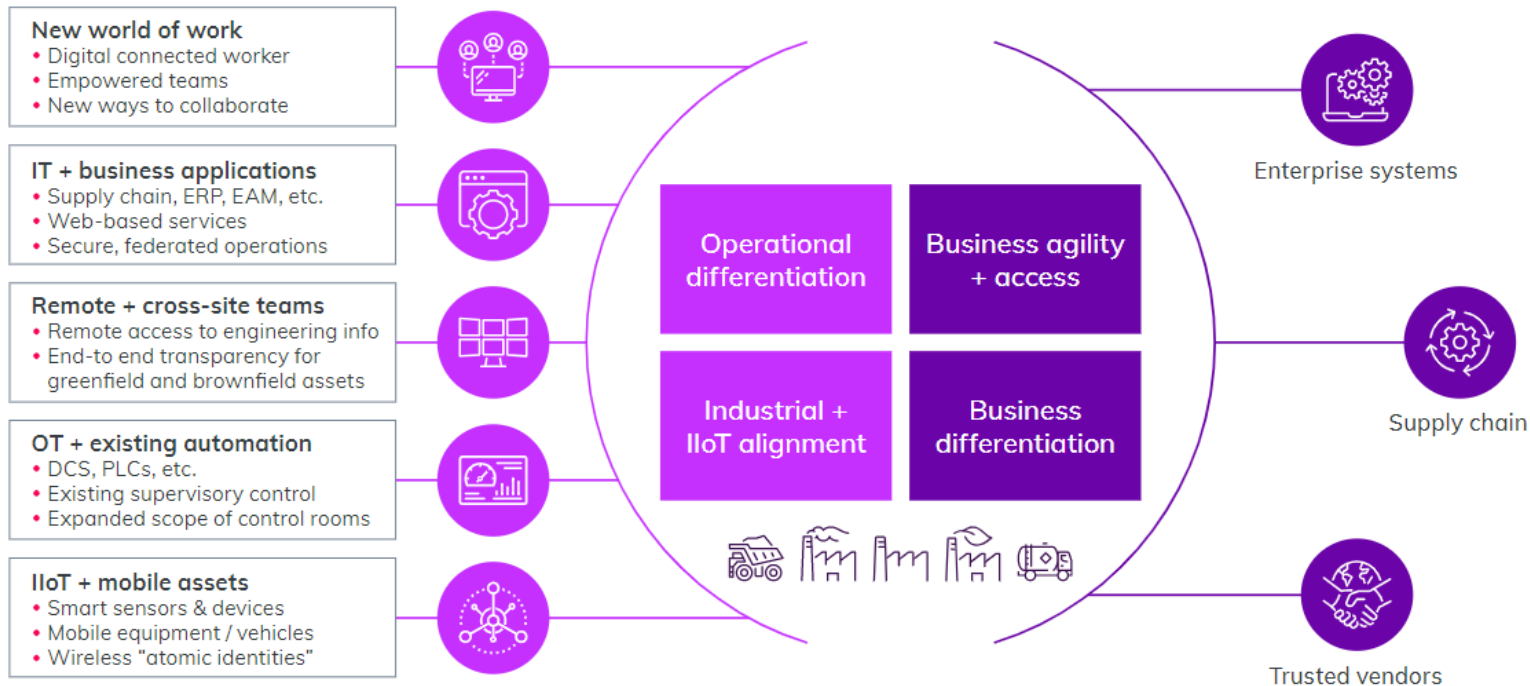 New world of work
• Digital connected worker
• Empowered teams
• New ways to collaborate
IT + business applications
• Supply chain, ERP, EAM, etc.
• Web-based services
• Secure, federated operations
Remote + cross-site teams
• Remote access to engineering info
• End-to end transparency for
greenfield and brownfield assets
OT + existing automation
• DCS, PLCs, etc.
• Existing supervisory control
• Expanded scope of control rooms
IIoT + mobile assets
• Smart sensors & devices
• Mobile equipment / vehicles
• Wireless "atomic identities"
Operational
differentiation
Business agility
+ access
Industrial +
IIoT alignment
Business
differentiation
Enterprise systems
Supply chain
Trusted vendors